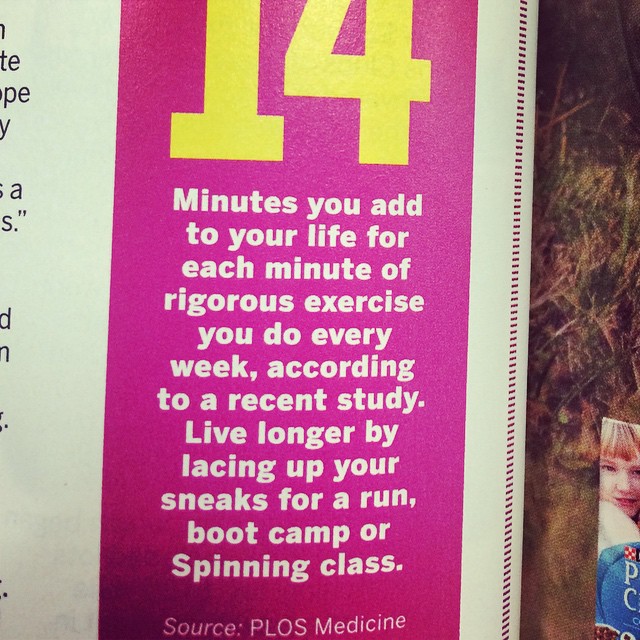 14
Minutes you add
to your life for
each minute of
rigorous exercise
you do every
week, according
to a recent study.
Live longer by
lacing up your
sneaks for a run,
boot camp or
Spinning class.
Source: PLOS Medicine